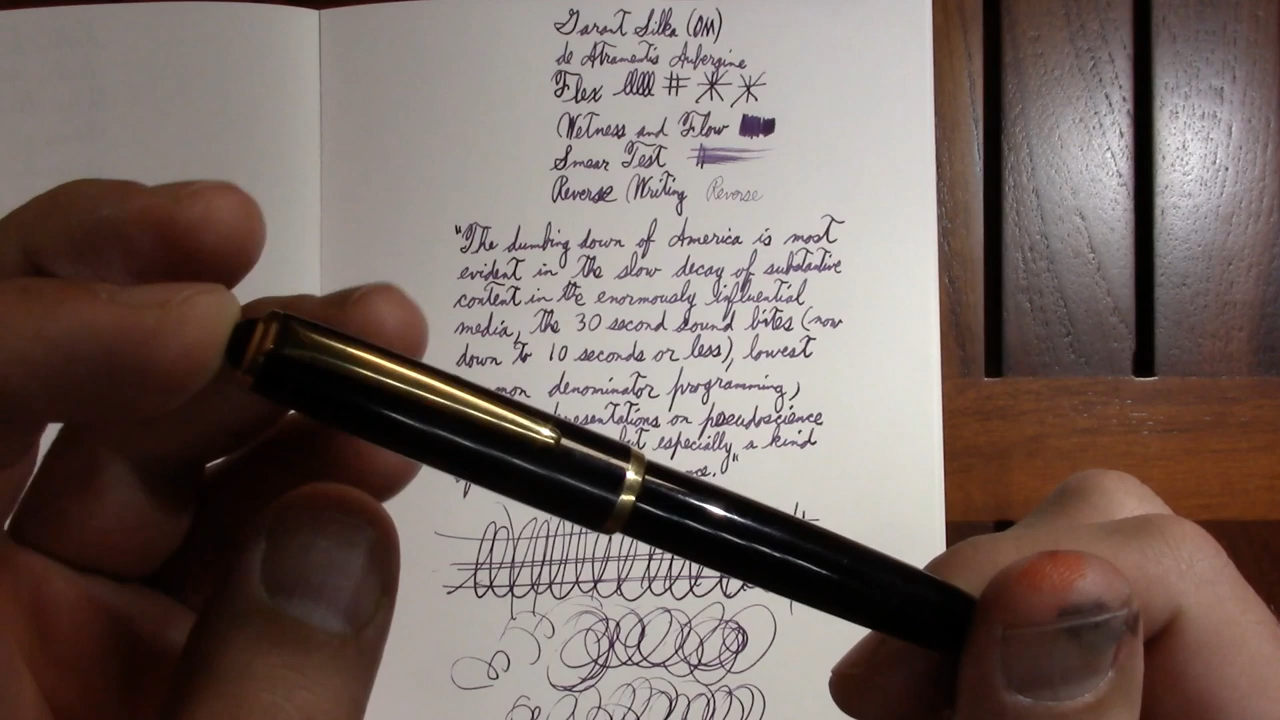 Garant Silka (OM)
de Atramentis Aubergine
Flex llll # * *
Wetness and Flow
Smear Test
Reverse Writing Reverse
"The dumbing down of America is most
evident in the slow decay of substantive
content in the enormously influential
media, the 30 second sound bites (now
down to 10 seconds or less), lowest
denominator programming,
on pseudoscience
but especially a kind